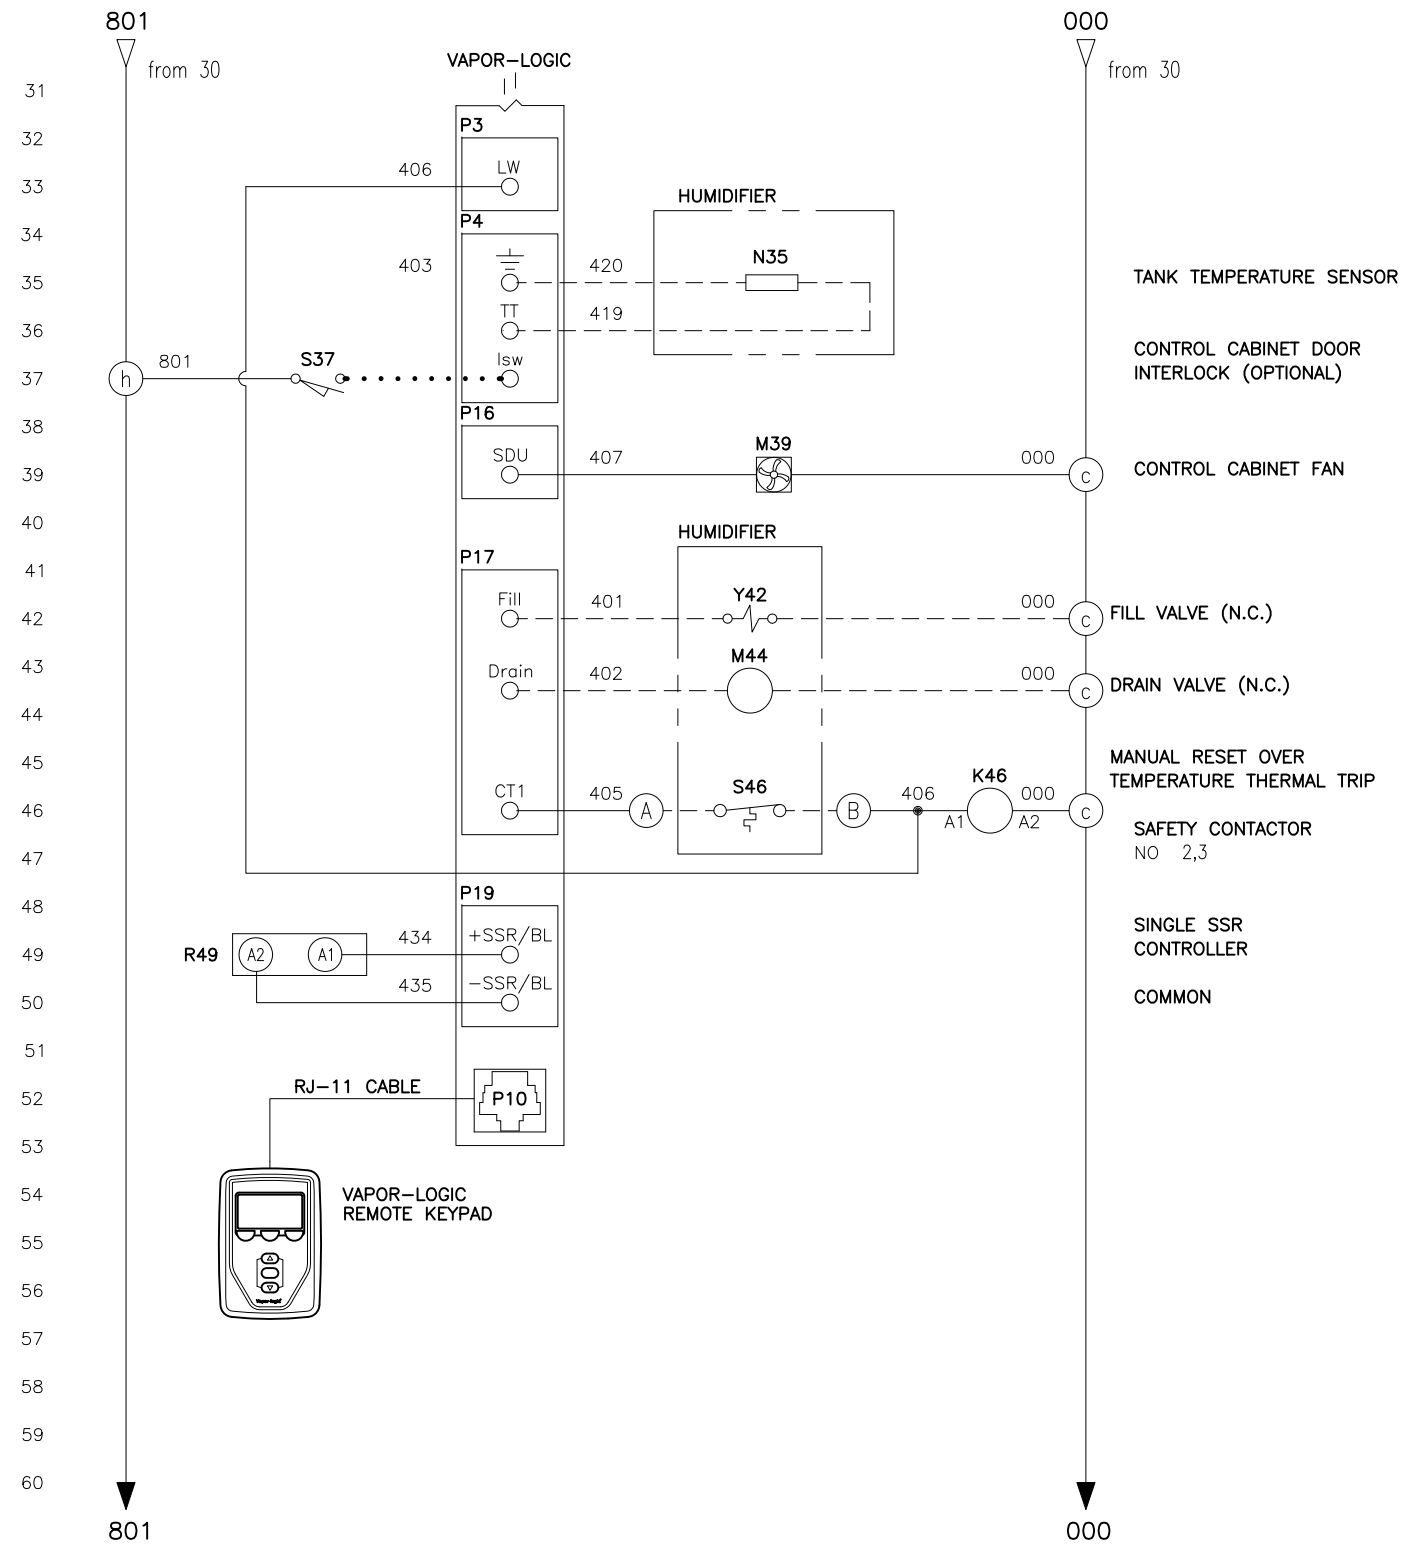 801
000
from 30
from 30
VAPOR-LOGIC
31
P3
32
406
LW
33
HUMIDIFIER
P4
34
403
420
N35
35
TANK TEMPERATURE SENSOR
TT
419
36
801
S37
Isw
37
CONTROL CABINET DOOR
INTERLOCK (OPTIONAL)
h
P16
38
SDU
407
M39
000
39
c
CONTROL CABINET FAN
40
HUMIDIFIER
P17
41
Fill
401
Y42
000
42
c
FILL VALVE (N.C.)
43
M44
Drain
402
000
c
DRAIN VALVE (N.C.)
44
45
MANUAL RESET OVER
TEMPERATURE THERMAL TRIP
CT1
405
S46
406
K46
000
46
A
B
A1
A2
c
SAFETY CONTACTOR
NO 2,3
47
P19
48
SINGLE SSR
CONTROLLER
+SSR/BL
434
R49
A2
A1
49
-SSR/BL
435
50
COMMON
51
RJ-11 CABLE
52
P10
53
54
VAPOR-LOGIC
REMOTE KEYPAD
55
56
Vapor-logic
57
58
59
60
801
000